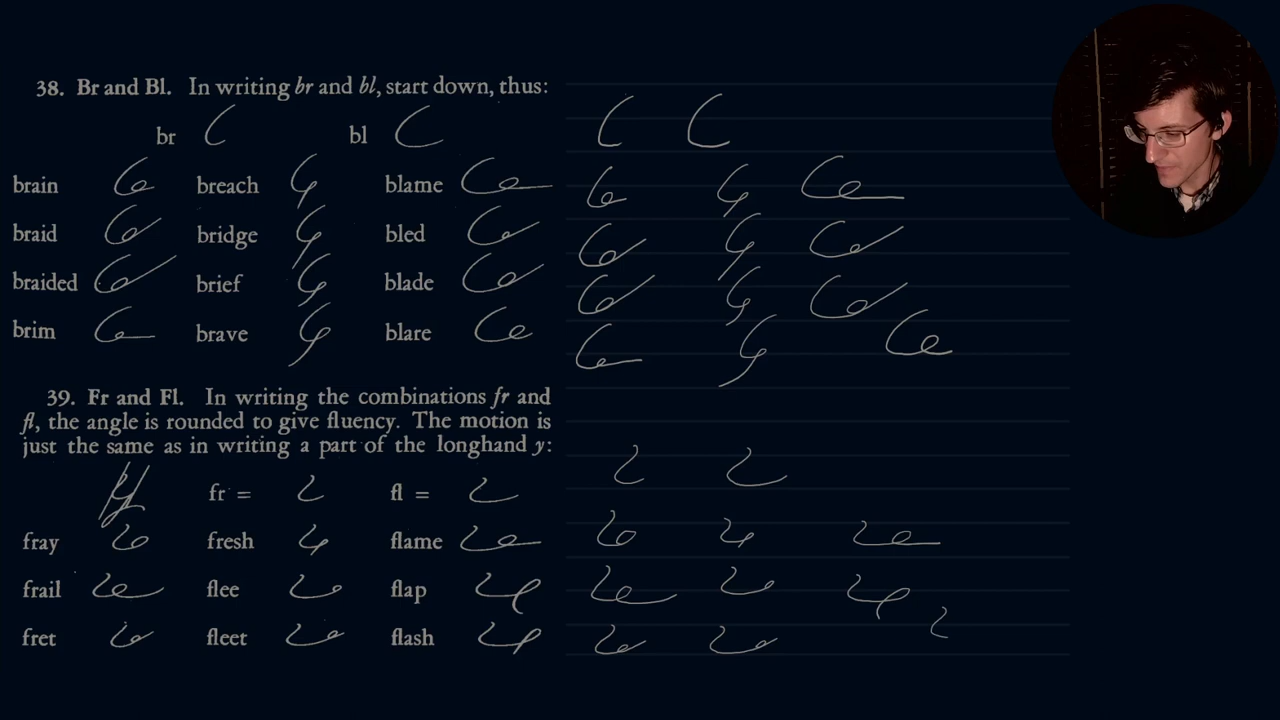 38. Br and Bl. In writing br and bl, start down, thus:
br bl
brain breach blame
braid bridge bled
braided brief blade
brim brave blare
39. Fr and Fl. In writing the combinations fr and
fl, the angle is rounded to give fluency. The motion is
just the same as in writing a part of the longhand y:
fr = fl =
fray fresh flame
frail flee flap
fret fleet flash